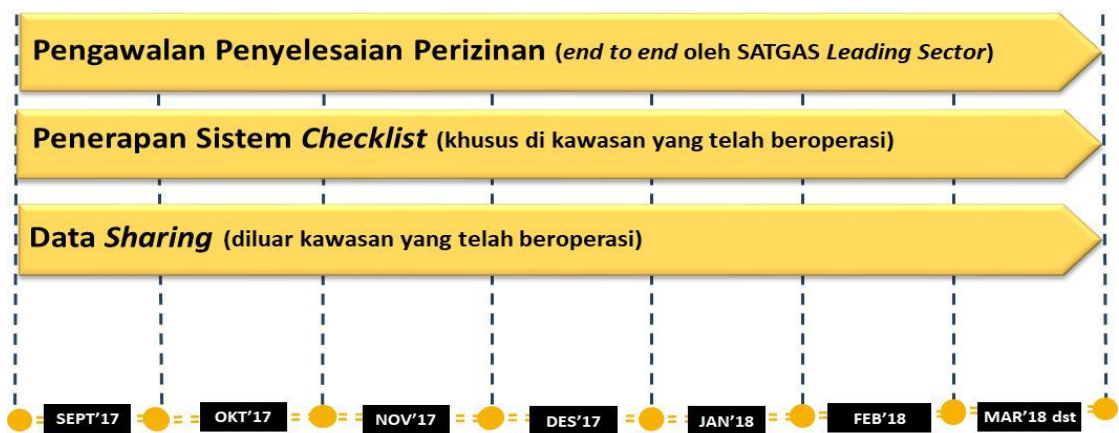 Pengawalan Penyelesaian Perizinan (end to end oleh SATGAS Leading Sector)
Penerapan Sistem Checklist (khusus di kawasan yang telah beroperasi)
Data Sharing (diluar kawasan yang telah beroperasi)
SEPT'17 OKT'17 NOV'17 DES'17 JAN'18 FEB'18 MAR'18 dst